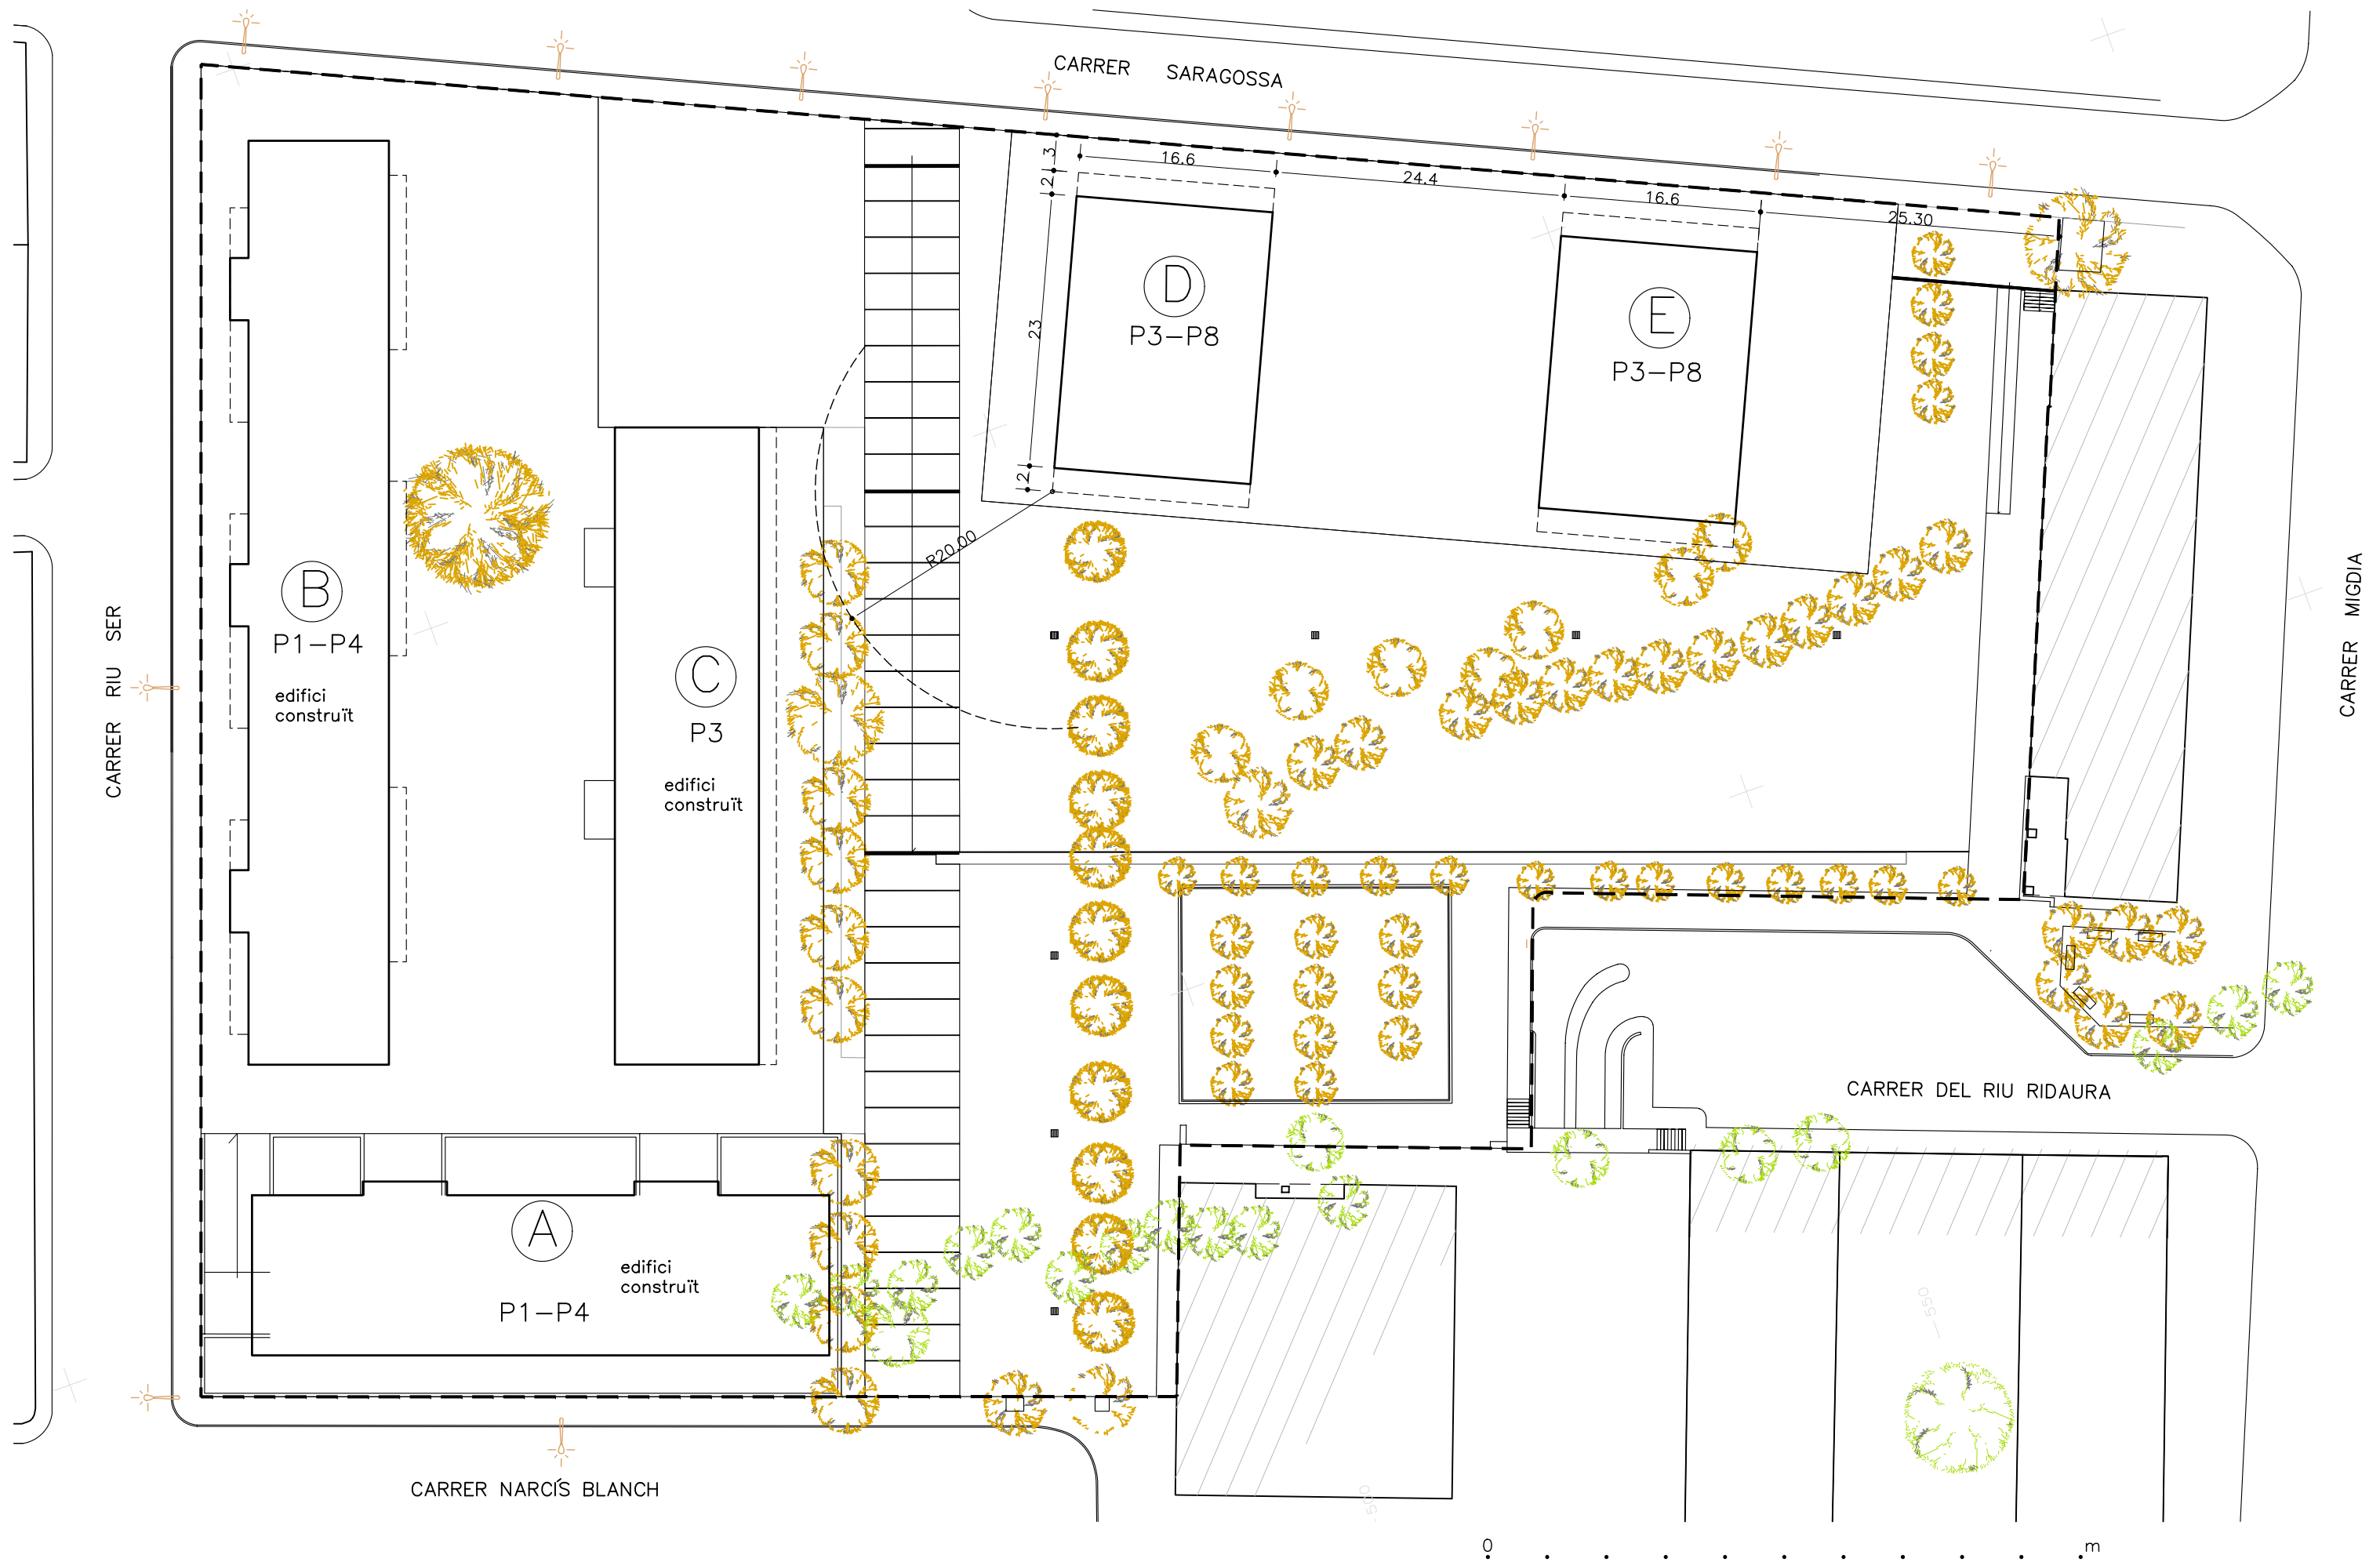 CARRER SARAGOSSA
3
16.6
2
24.4
16.6
25.30
D
P3-P8
E
P3-P8
23
2
R20.00
B
P1-P4
edifici
construït
C
P3
edifici
construït
CARRER RIU SER
CARRER MIGDIA
CARRER DEL RIU RIDAURA
A
edifici
construït
P1-P4
550
500
CARRER NARCÍS BLANCH
0
m